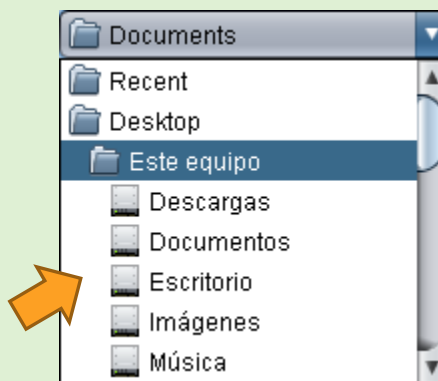 Documents
Recent
Desktop
Este equipo
Descargas
Documentos
Escritorio
Imágenes
Música